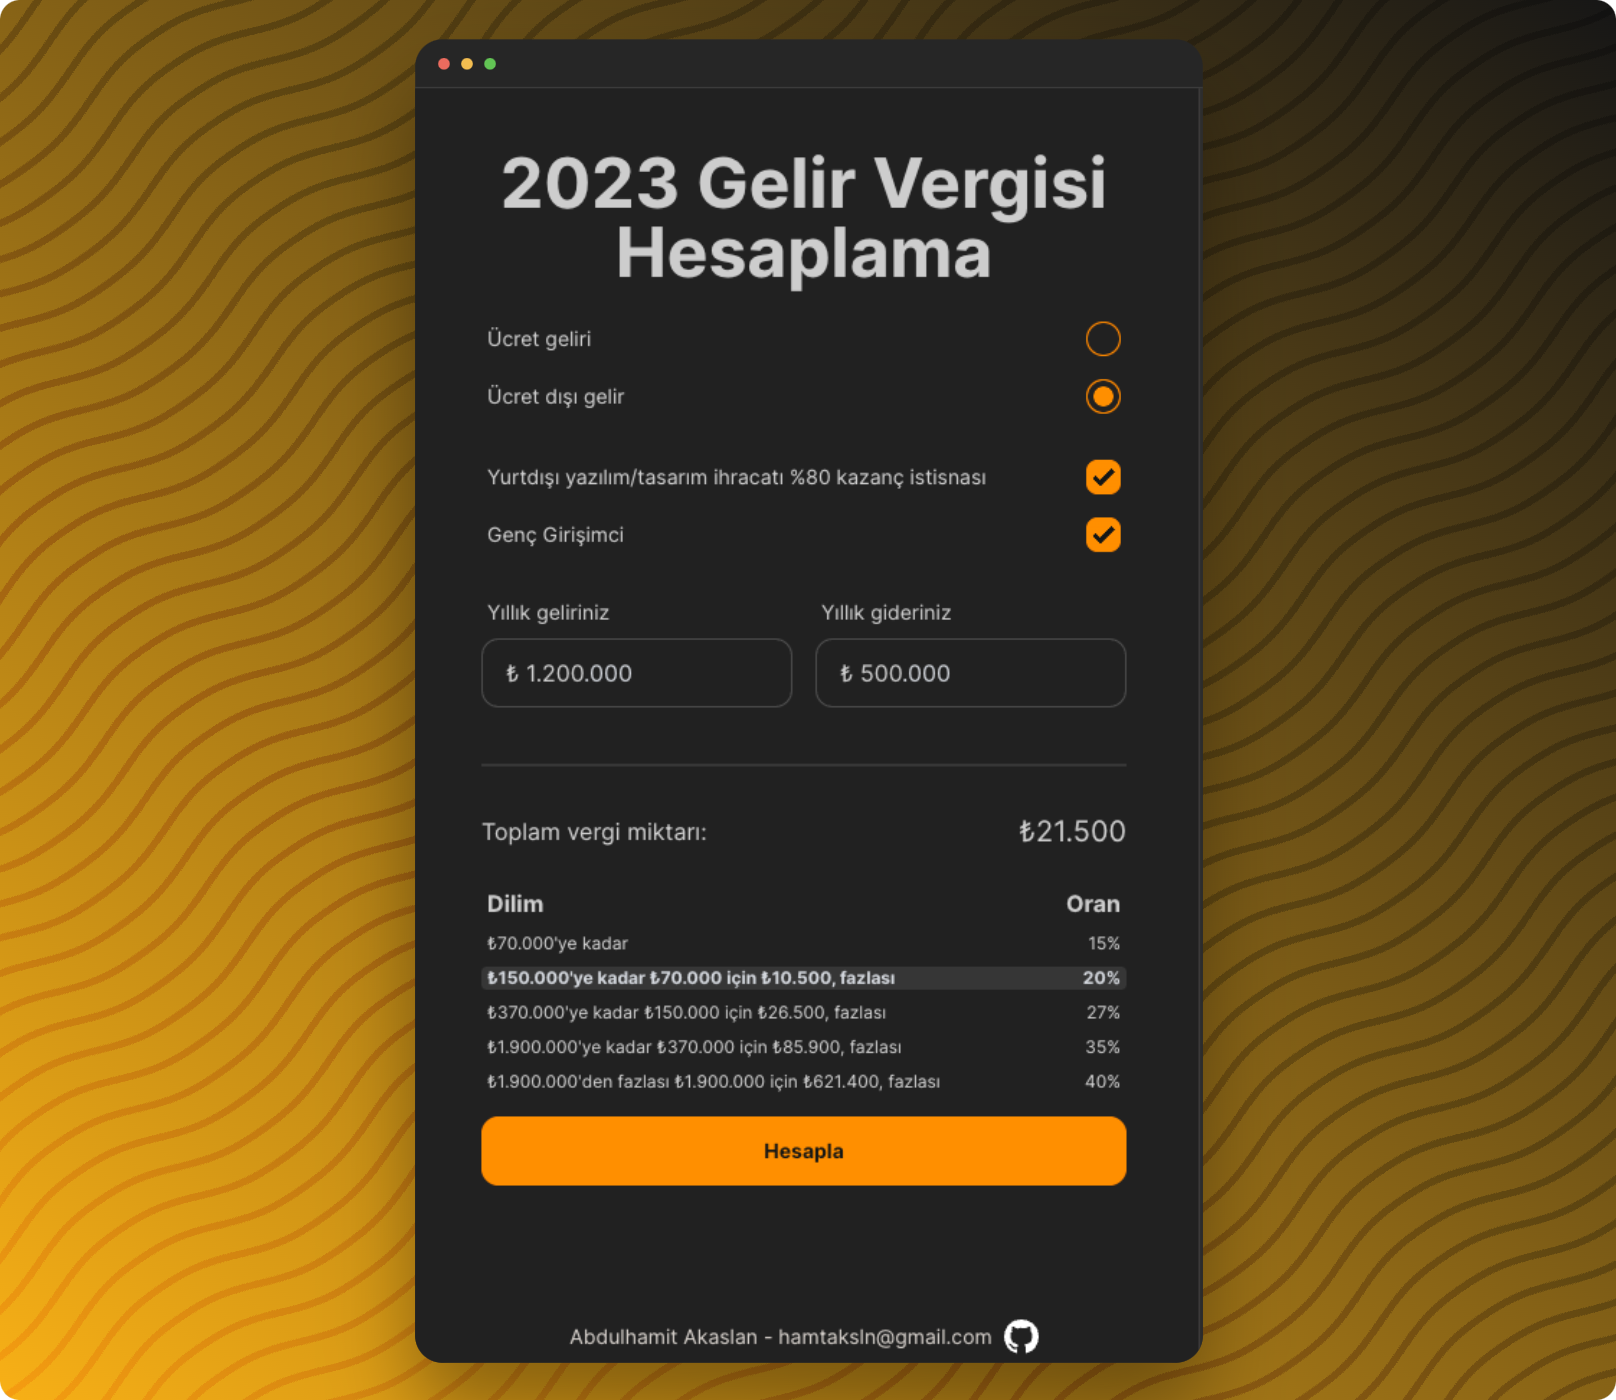 2023 Gelir Vergisi
Hesaplama
Ücret geliri
Ücret dışı gelir
Yurtdışı yazılım/tasarım ihracatı %80 kazanç istisnası
Genç Girişimci
Yıllık geliriniz Yıllık gideriniz
₺ 1.200.000 ₺ 500.000
Toplam vergi miktarı: ₺21.500
Dilim Oran
₺70.000'ye kadar 15%
₺150.000'ye kadar ₺70.000 için ₺10.500, fazlası 20%
₺370.000'ye kadar ₺150.000 için ₺26.500, fazlası 27%
₺1.900.000'ye kadar ₺370.000 için ₺85.900, fazlası 35%
₺1.900.000'den fazlası ₺1.900.000 için ₺621.400, fazlası 40%
Hesapla
Abdulhamit Akaslan - hamtaksln@gmail.com